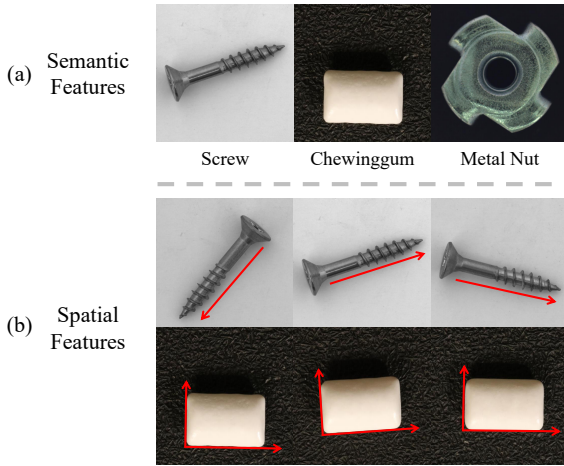 (a) Semantic
Features
Screw Chewinggum Metal Nut
(b) Spatial
Features